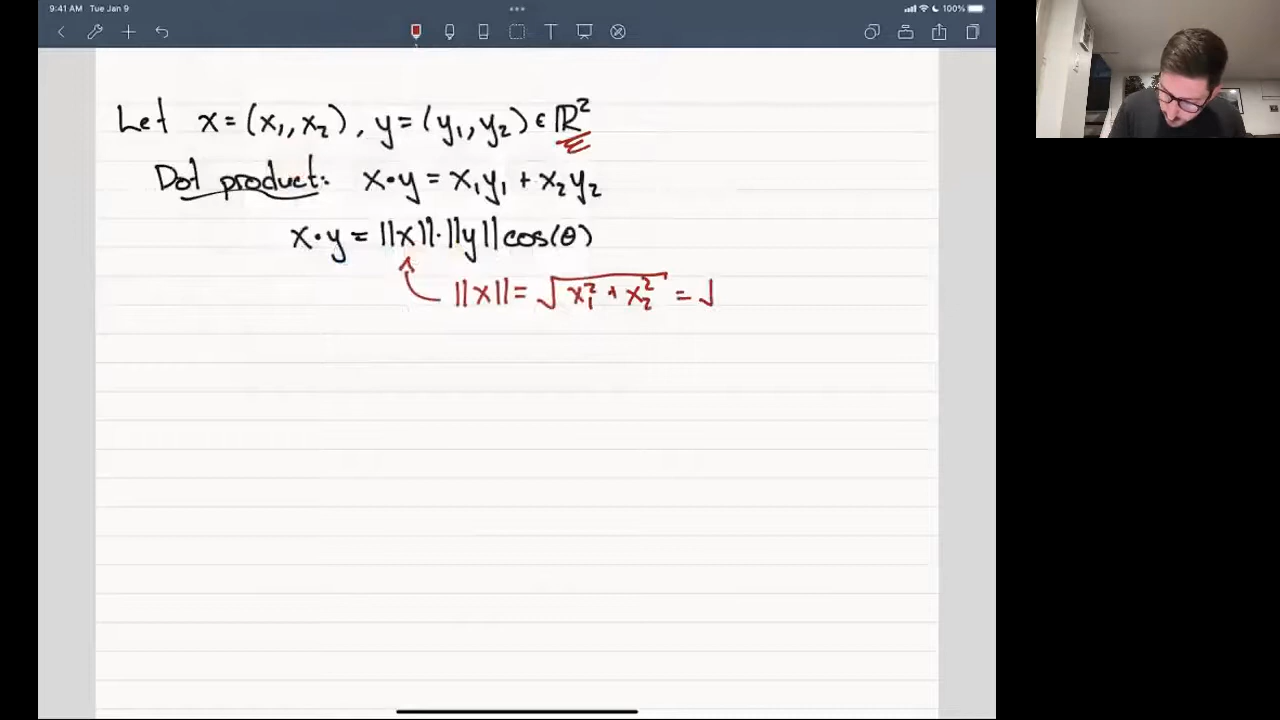 9:41 AM Tue Jan 9
100%
Let x = (x₁, x₂), y = (y₁, y₂) ∈ ℝ²
Dot product: x • y = x₁y₁ + x₂y₂
x • y = ||x|| · ||y|| cos(θ)
||x|| = √(x₁² + x₂²) = √